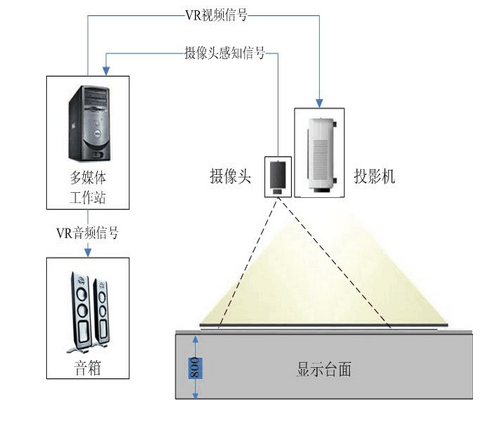 VR视频信号
摄像头感知信号
多媒体
工作站
摄像头
投影机
VR音频信号
音箱
800
显示台面